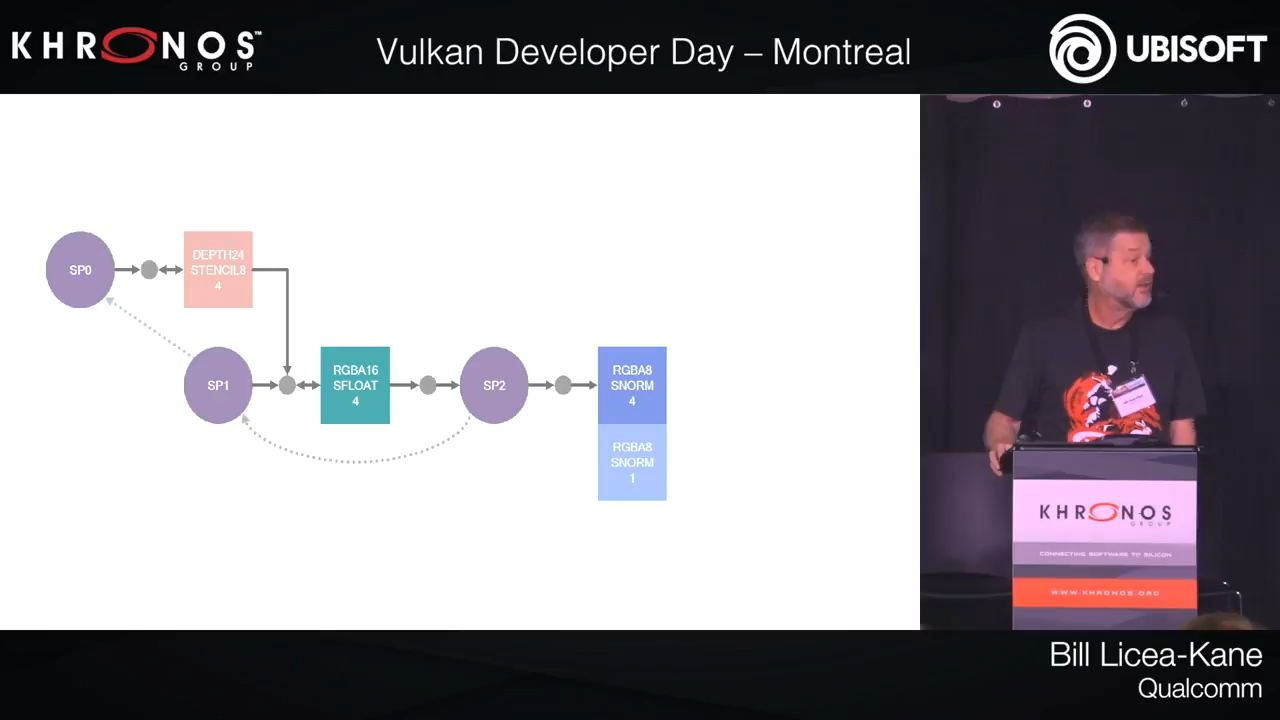 KHRONOS™
GROUP
Vulkan Developer Day – Montreal
UBISOFT
SP0
DEPTH24
STENCIL8
4
SP1
RGBA16
SFLOAT
4
SP2
RGBA8
SNORM
4
RGBA8
SNORM
1
KHRONOS
GROUP
CONNECTING SOFTWARE TO SILICON
WWW.KHRONOS.ORG
Bill Licea-Kane
Qualcomm